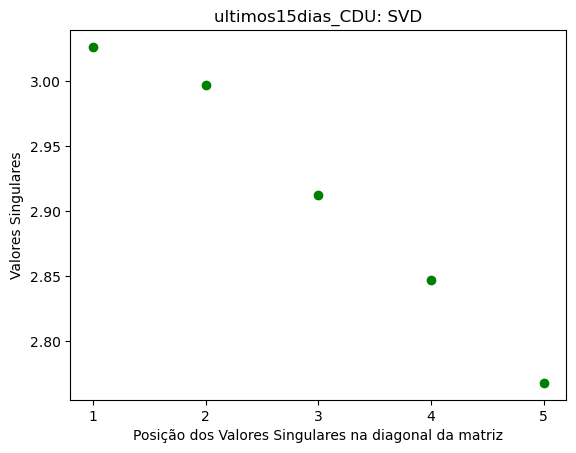 ultimos15dias_CDU: SVD
Valores Singulares
3.00
2.95
2.90
2.85
2.80
1 2 3 4 5
Posição dos Valores Singulares na diagonal da matriz